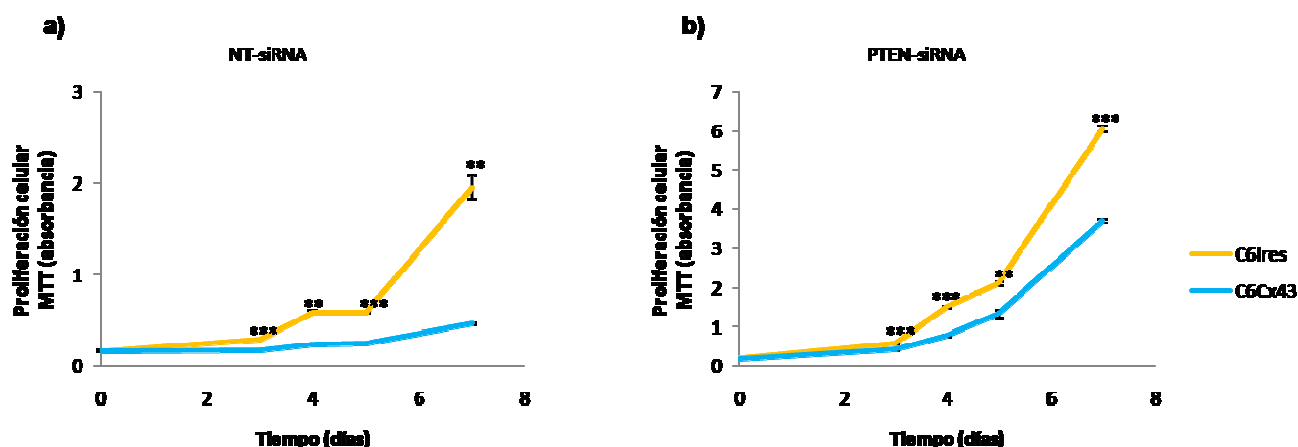 a)
NT-siRNA
Proliferación celular
MTT (absorbancia)
3
2
1
0
***
**
***
**
0
2
4
6
8
Tiempo (días)
b)
PTEN-siRNA
Proliferación celular
MTT (absorbancia)
7
6
5
4
3
2
1
0
***
***
**
***
0
2
4
6
8
Tiempo (días)
C6Ires
C6Cx43